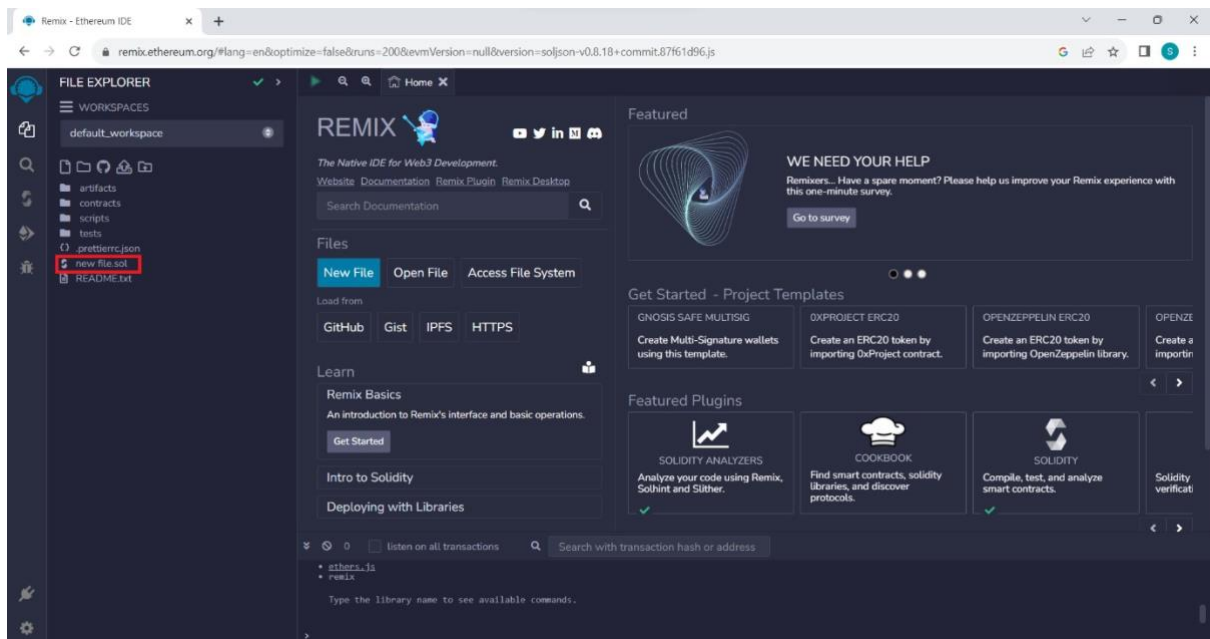 Remix - Ethereum IDE
remix.ethereum.org/#lang=en&optimize=false&runs=200&evmVersion=null&version=soljson-v0.8.18+commit.87f61d96.js
G
S
FILE EXPLORER
WORKSPACES
default_workspace
artifacts
contracts
scripts
tests
.prettierrc.json
new file.sol
README.txt
0 listen on all transactions
Search with transaction hash or address
Home
REMIX
The Native IDE for Web3 Development.
Website Documentation Remix Plugin Remix Desktop
Search Documentation
Files
New File Open File Access File System
Load from
GitHub Gist IPFS HTTPS
Learn
Remix Basics
An introduction to Remix's interface and basic operations.
Get Started
Intro to Solidity
Deploying with Libraries
Featured
WE NEED YOUR HELP
Remixers... Have a spare moment? Please help us improve your Remix experience with
this one-minute survey.
Go to survey
Get Started - Project Templates
GNOSIS SAFE MULTISIG
Create Multi-Signature wallets
using this template.
0XPROJECT ERC20
Create an ERC20 token by
importing 0xProject contract.
OPENZEPPELIN ERC20
Create an ERC20 token by
importing OpenZeppelin library.
OPENZE
Create a
importin
Featured Plugins
SOLIDITY ANALYZERS
Analyze your code using Remix,
Solhint and Slither.
COOKBOOK
Find smart contracts, solidity
libraries, and discover
protocols.
SOLIDITY
Compile, test, and analyze
smart contracts.
Solidity
verificati
• ethers.js
• remix
Type the library name to see available commands.
>